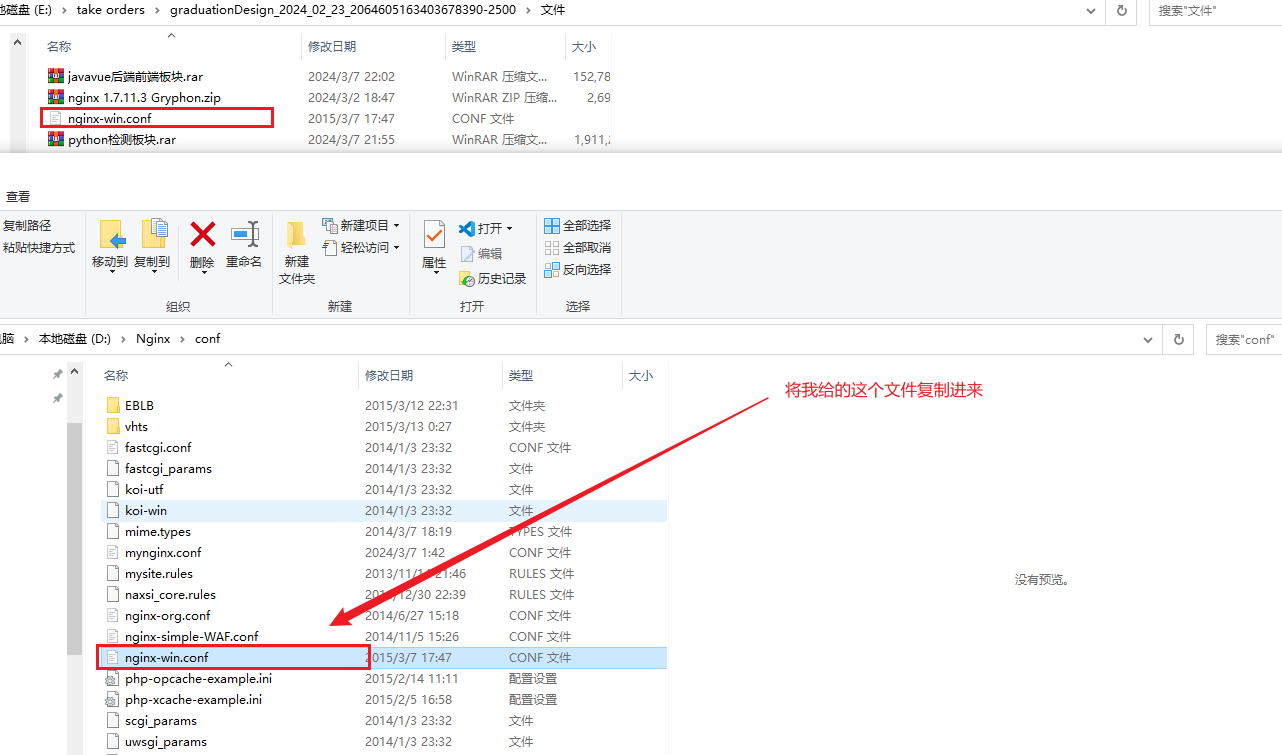 地磁盘 (E:) › take orders › graduationDesign_2024_02_23_2064605163403678390-2500 › 文件 搜索"文件"
名称 修改日期 类型 大小
javavue后端前端板块.rar 2024/3/7 22:02 WinRAR 压缩文... 152,78
nginx 1.7.11.3 Gryphon.zip 2024/3/2 18:47 WinRAR ZIP 压缩... 2,69
nginx-win.conf 2015/3/7 17:47 CONF 文件
python检测板块.rar 2024/3/7 21:55 WinRAR 压缩文... 1,911,
查看
复制路径
粘贴快捷方式
移动到 复制到 删除 重命名
组织
新建
文件夹
新建项目
轻松访问
新建
属性
打开
编辑
历史记录
打开
全部选择
全部取消
反向选择
选择
脑 › 本地磁盘 (D:) › Nginx › conf 搜索"conf"
名称 修改日期 类型 大小
将我给的这个文件复制进来
EBLB 2015/3/12 22:31 文件夹
vhts 2015/3/13 0:27 文件夹
fastcgi.conf 2014/1/3 23:32 CONF 文件
fastcgi_params 2014/1/3 23:32 文件
koi-utf 2014/1/3 23:32 文件
koi-win 2014/1/3 23:32 文件
mime.types 2014/3/7 18:19 TYPES 文件
mynginx.conf 2024/3/7 1:42 CONF 文件
mysite.rules 2013/11/14 21:46 RULES 文件
naxsi_core.rules 12/30 22:39 RULES 文件
nginx-org.conf 2014/6/27 15:18 CONF 文件
nginx-simple-WAF.conf 2014/11/5 15:26 CONF 文件
nginx-win.conf 2015/3/7 17:47 CONF 文件
php-opcache-example.ini 2015/2/14 11:11 配置设置
php-xcache-example.ini 2015/2/5 16:58 配置设置
scgi_params 2014/1/3 23:32 文件
uwsgi_params 2014/1/3 23:32 文件
没有预览。